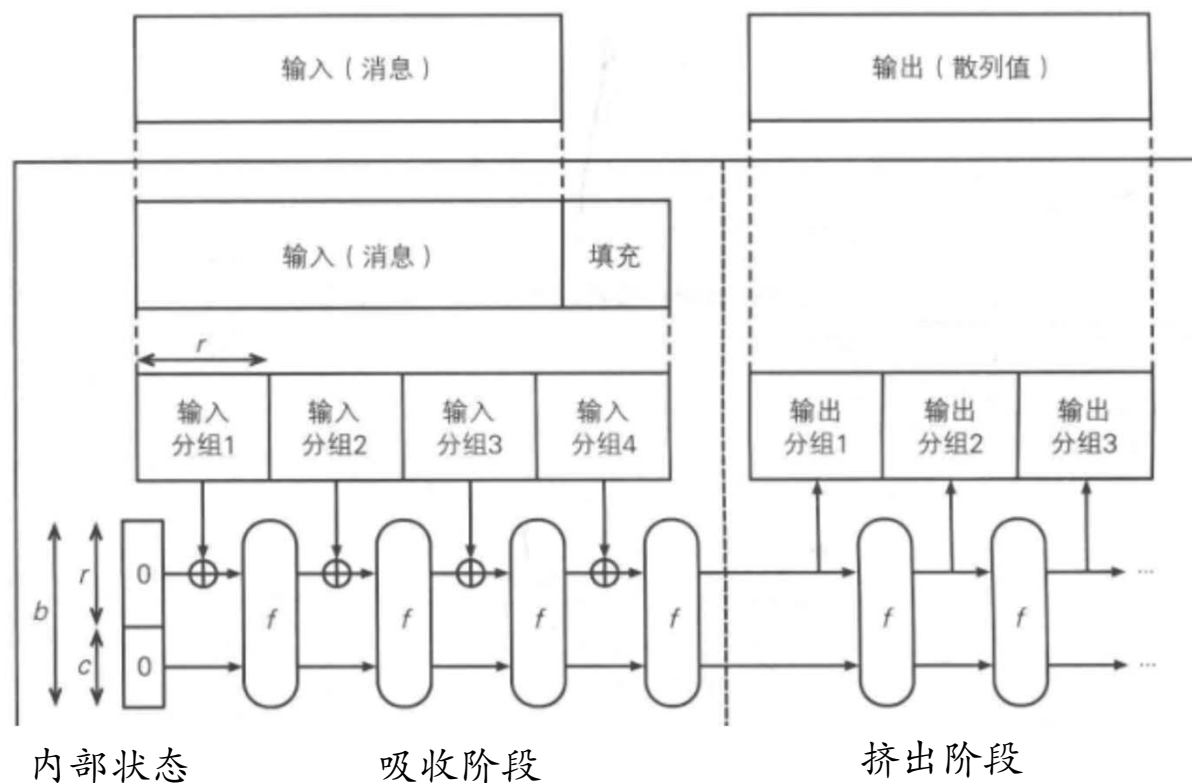 输入（消息）
输出（散列值）
输入（消息）
填充
r
输入
分组1
输入
分组2
输入
分组3
输入
分组4
输出
分组1
输出
分组2
输出
分组3
b
r
c
0
0
f
f
f
f
f
f
...
...
内部状态
吸收阶段
挤出阶段